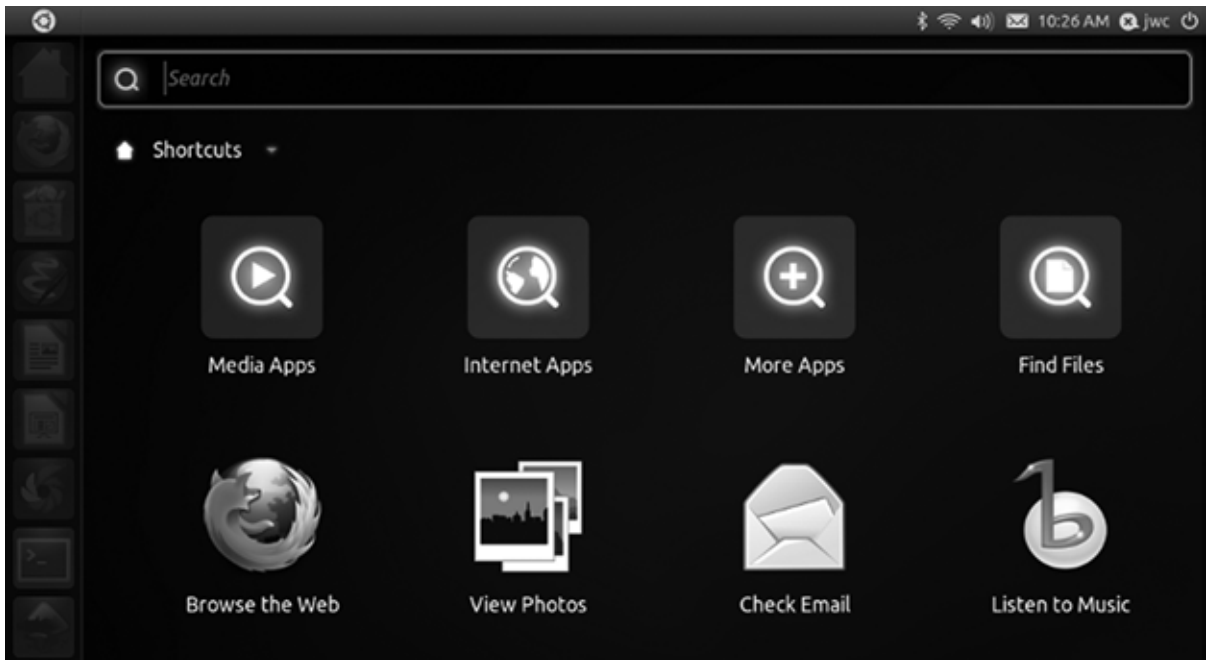 10:26 AM jwc
Search
Shortcuts
Media Apps Internet Apps More Apps Find Files
Browse the Web View Photos Check Email Listen to Music